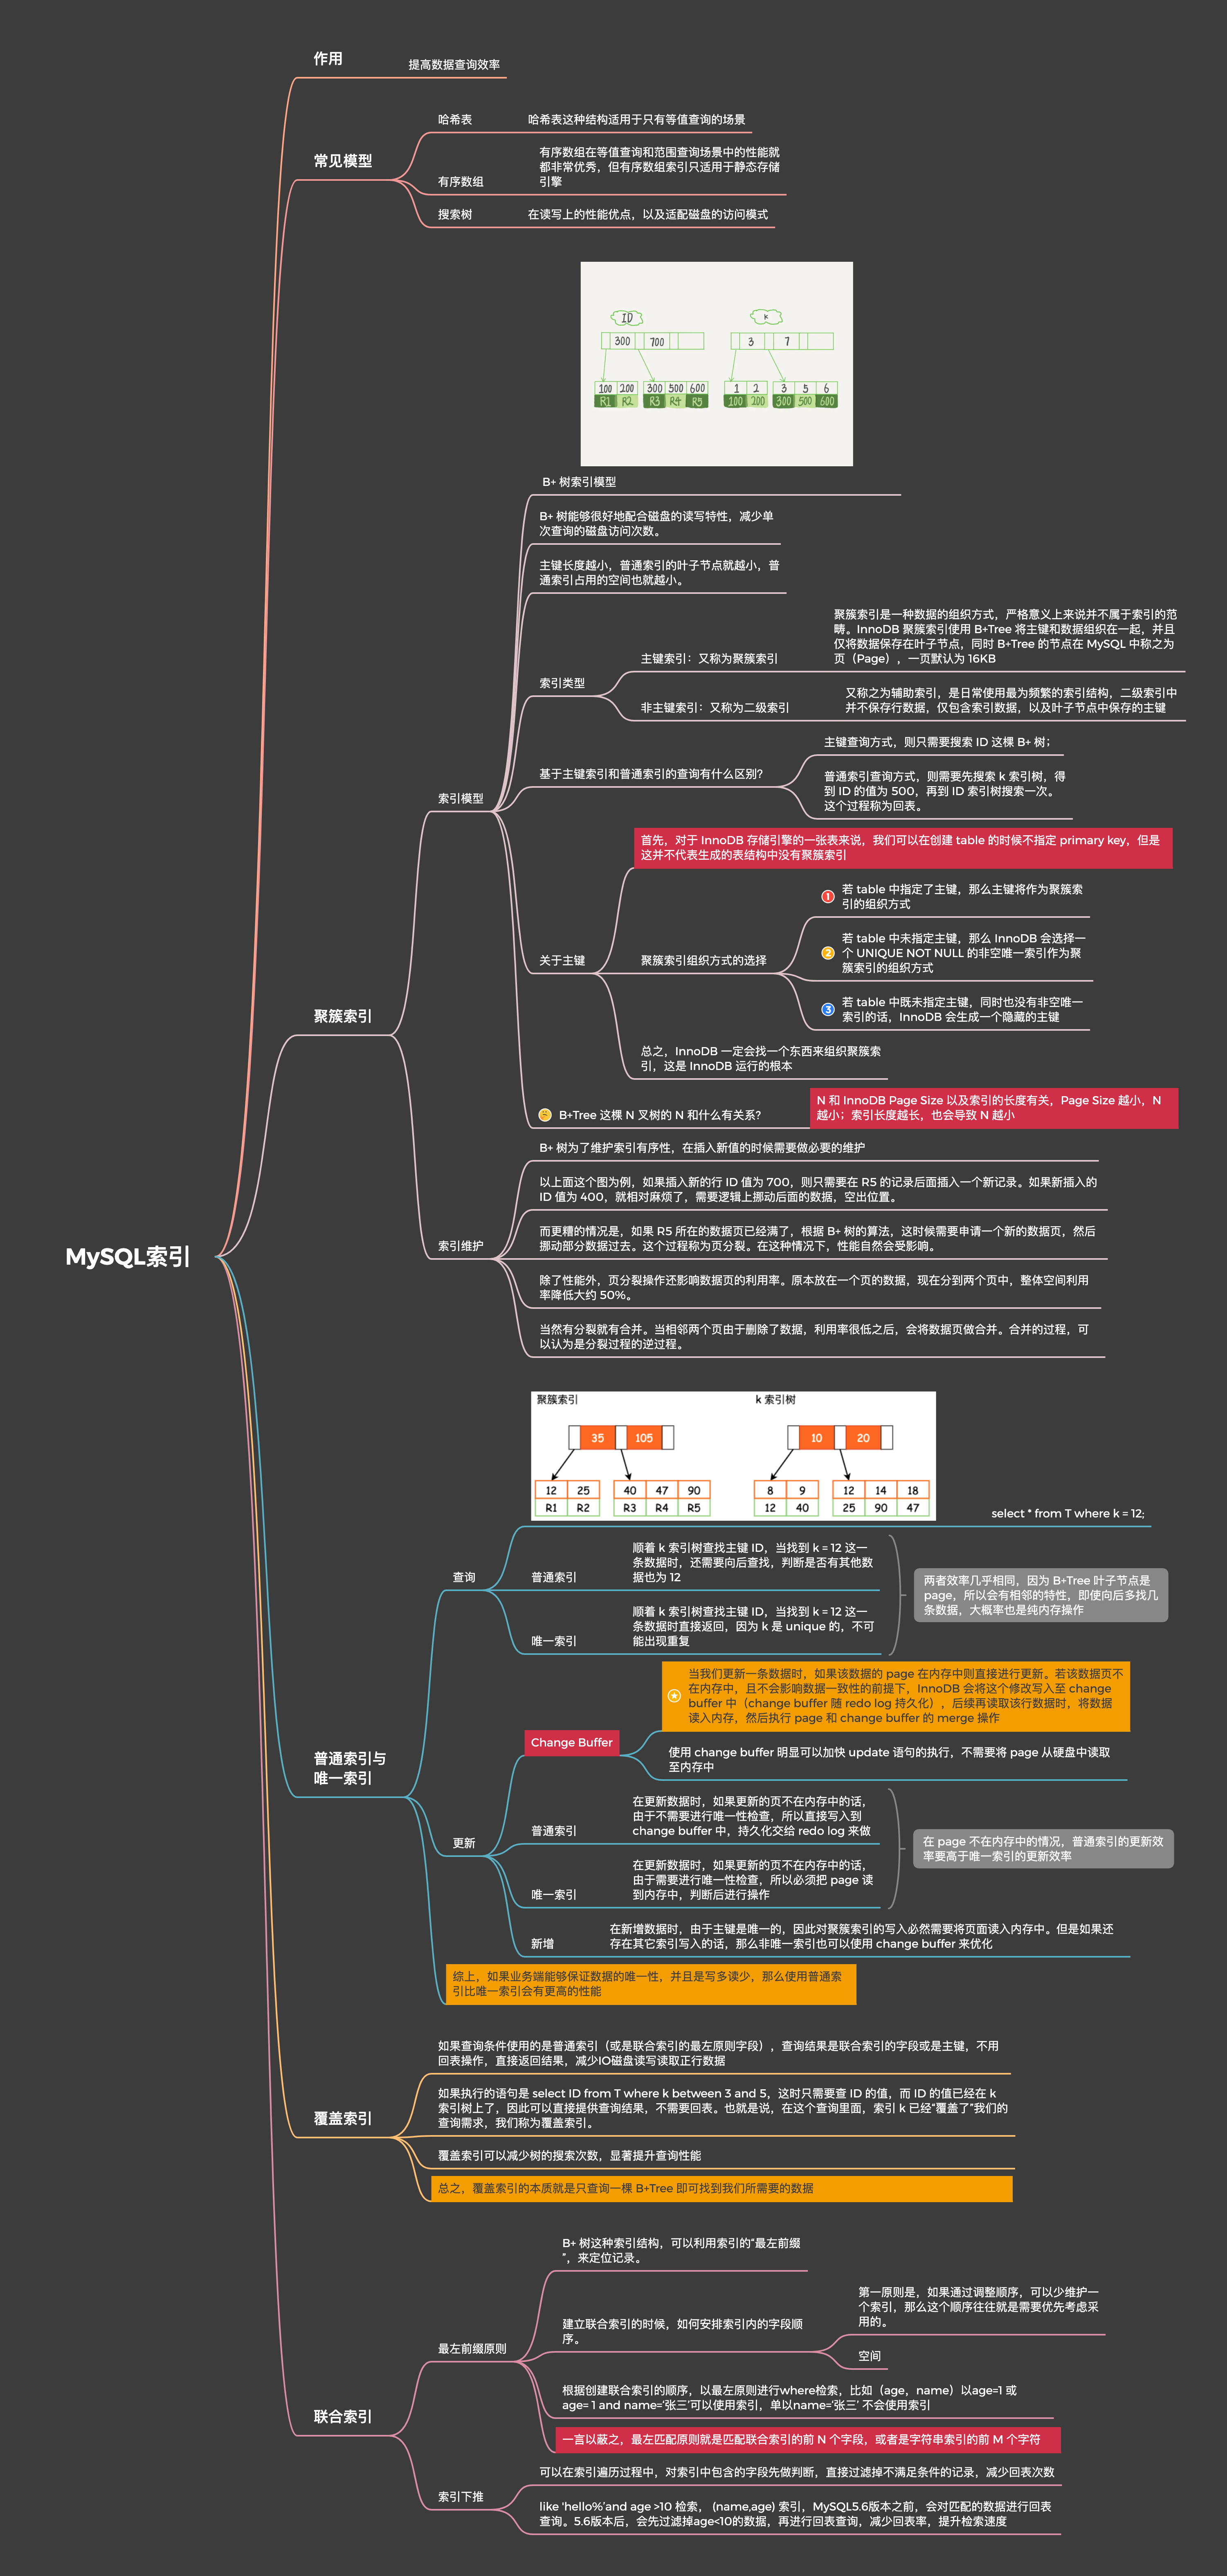 作用
提高数据查询效率
常见模型
哈希表
哈希表这种结构适用于只有等值查询的场景
有序数组
有序数组在等值查询和范围查询场景中的性能就
都非常优秀，但有序数组索引只适用于静态存储
引擎
搜索树
在读写上的性能优点，以及适配磁盘的访问模式
ID
k
300 700
3 7
100 200 300 500 600
1 2 3 5 6
R1 R2 R3 R4 R5
100 200 300 500 600
B+ 树索引模型
B+ 树能够很好地配合磁盘的读写特性，减少单
次查询的磁盘访问次数。
主键长度越小，普通索引的叶子节点就越小，普
通索引占用的空间也就越小。
索引类型
主键索引：又称为聚簇索引
聚簇索引是一种数据的组织方式，严格意义上来说并不属于索引的范
畴。InnoDB 聚簇索引使用 B+Tree 将主键和数据组织在一起，并且
仅将数据保存在叶子节点，同时 B+Tree 的节点在 MySQL 中称之为
页（Page），一页默认为 16KB
非主键索引：又称为二级索引
又称之为辅助索引，是日常使用最为频繁的索引结构，二级索引中
并不保存行数据，仅包含索引数据，以及叶子节点中保存的主键
基于主键索引和普通索引的查询有什么区别？
主键查询方式，则只需要搜索 ID 这棵 B+ 树；
普通索引查询方式，则需要先搜索 k 索引树，得
到 ID 的值为 500，再到 ID 索引树搜索一次。
这个过程称为回表。
索引模型
首先，对于 InnoDB 存储引擎的一张表来说，我们可以在创建 table 的时候不指定 primary key，但是
这并不代表生成的表结构中没有聚簇索引
关于主键
聚簇索引组织方式的选择
1
若 table 中指定了主键，那么主键将作为聚簇索
引的组织方式
2
若 table 中未指定主键，那么 InnoDB 会选择一
个 UNIQUE NOT NULL 的非空唯一索引作为聚
簇索引的组织方式
3
若 table 中既未指定主键，同时也没有非空唯一
索引的话，InnoDB 会生成一个隐藏的主键
总之，InnoDB 一定会找一个东西来组织聚簇索
引，这是 InnoDB 运行的根本
聚簇索引
B+Tree 这棵 N 叉树的 N 和什么有关系?
N 和 InnoDB Page Size 以及索引的长度有关，Page Size 越小，N
越小；索引长度越长，也会导致 N 越小
索引维护
B+ 树为了维护索引有序性，在插入新值的时候需要做必要的维护
以上面这个图为例，如果插入新的行 ID 值为 700，则只需要在 R5 的记录后面插入一个新记录。如果新插入的
ID 值为 400，就相对麻烦了，需要逻辑上挪动后面的数据，空出位置。
而更糟的情况是，如果 R5 所在的数据页已经满了，根据 B+ 树的算法，这时候需要申请一个新的数据页，然后
挪动部分数据过去。这个过程称为页分裂。在这种情况下，性能自然会受影响。
除了性能外，页分裂操作还影响数据页的利用率。原本放在一个页的数据，现在分到两个页中，整体空间利用
率降低大约 50%。
当然有分裂就有合并。当相邻两个页由于删除了数据，利用率很低之后，会将数据页做合并。合并的过程，可
以认为是分裂过程的逆过程。
MySQL索引
聚簇索引
k 索引树
35 105
10 20
12 25 40 47 90
8 9 12 14 18
R1 R2 R3 R4 R5
12 40 25 90 47
select * from T where k = 12;
查询
普通索引
顺着 k 索引树查找主键 ID，当找到 k = 12 这一
条数据时，还需要向后查找，判断是否有其他数
据也为 12
唯一索引
顺着 k 索引树查找主键 ID，当找到 k = 12 这一
条数据时直接返回，因为 k 是 unique 的，不可
能出现重复
两者效率几乎相同，因为 B+Tree 叶子节点是
page，所以会有相邻的特性，即使向后多找几
条数据，大概率也是纯内存操作
普通索引与
唯一索引
更新
Change Buffer
当我们更新一条数据时，如果该数据的 page 在内存中则直接进行更新。若该数据页不
在内存中，且不会影响数据一致性的前提下，InnoDB 会将这个修改写入至 change
buffer 中（change buffer 随 redo log 持久化），后续再读取该行数据时，将数据
读入内存，然后执行 page 和 change buffer 的 merge 操作
使用 change buffer 明显可以加快 update 语句的执行，不需要将 page 从硬盘中读取
至内存中
普通索引
在更新数据时，如果更新的页不在内存中的话，
由于不需要进行唯一性检查，所以直接写入到
change buffer 中，持久化交给 redo log 来做
唯一索引
在更新数据时，如果更新的页不在内存中的话，
由于需要进行唯一性检查，所以必须把 page 读
到内存中，判断后进行操作
在 page 不在内存中的情况，普通索引的更新效
率要高于唯一索引的更新效率
新增
在新增数据时，由于主键是唯一的，因此对聚簇索引的写入必然需要将页面读入内存中。但是如果还
存在其它索引写入的话，那么非唯一索引也可以使用 change buffer 来优化
综上，如果业务端能够保证数据的唯一性，并且是写多读少，那么使用普通索
引比唯一索引会有更高的性能
覆盖索引
如果查询条件使用的是普通索引（或是联合索引的最左原则字段），查询结果是联合索引的字段或是主键，不用
回表操作，直接返回结果，减少IO磁盘读写读取正行数据
如果执行的语句是 select ID from T where k between 3 and 5，这时只需要查 ID 的值，而 ID 的值已经在 k
索引树上了，因此可以直接提供查询结果，不需要回表。也就是说，在这个查询里面，索引 k 已经“覆盖了”我们的
查询需求，我们称为覆盖索引。
覆盖索引可以减少树的搜索次数，显著提升查询性能
总之，覆盖索引的本质就是只查询一棵 B+Tree 即可找到我们所需要的数据
联合索引
最左前缀原则
B+ 树这种索引结构，可以利用索引的“最左前缀
”，来定位记录。
建立联合索引的时候，如何安排索引内的字段顺
序。
第一原则是，如果通过调整顺序，可以少维护一
个索引，那么这个顺序往往就是需要优先考虑采
用的。
空间
根据创建联合索引的顺序，以最左原则进行where检索，比如（age，name）以age=1 或
age= 1 and name=‘张三’可以使用索引，单以name=‘张三’ 不会使用索引
一言以蔽之，最左匹配原则就是匹配联合索引的前 N 个字段，或者是字符串索引的前 M 个字符
索引下推
可以在索引遍历过程中，对索引中包含的字段先做判断，直接过滤掉不满足条件的记录，减少回表次数
like ‘hello%’and age >10 检索， (name,age) 索引，MySQL5.6版本之前，会对匹配的数据进行回表
查询。5.6版本后，会先过滤掉age<10的数据，再进行回表查询，减少回表率，提升检索速度